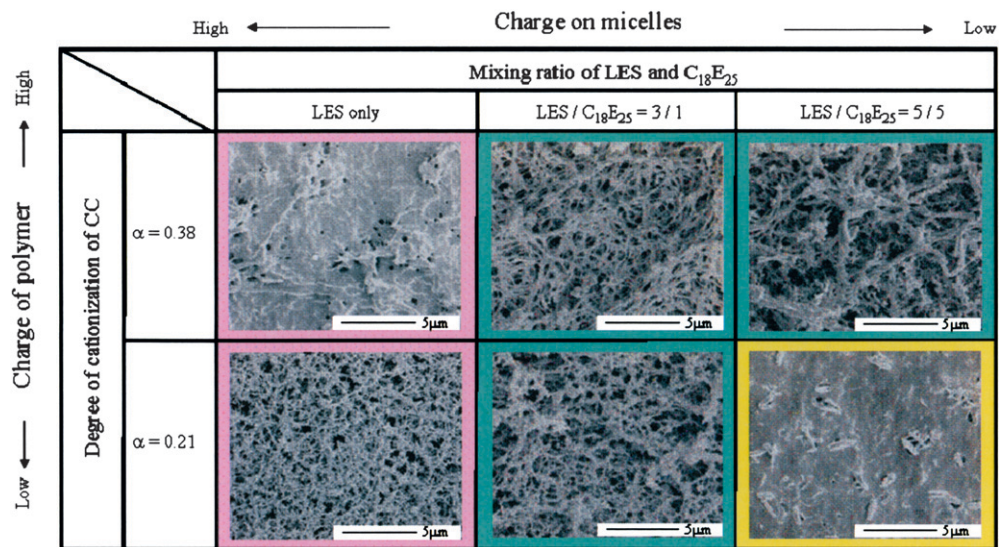 Charge on micelles
High
Low
Mixing ratio of LES and C₁₈E₂₅
LES only
LES / C₁₈E₂₅ = 3 / 1
LES / C₁₈E₂₅ = 5 / 5
High
Charge of polymer
Low
Degree of cationization of CC
α = 0.38
5μm
5μm
5μm
α = 0.21
5μm
5μm
5μm